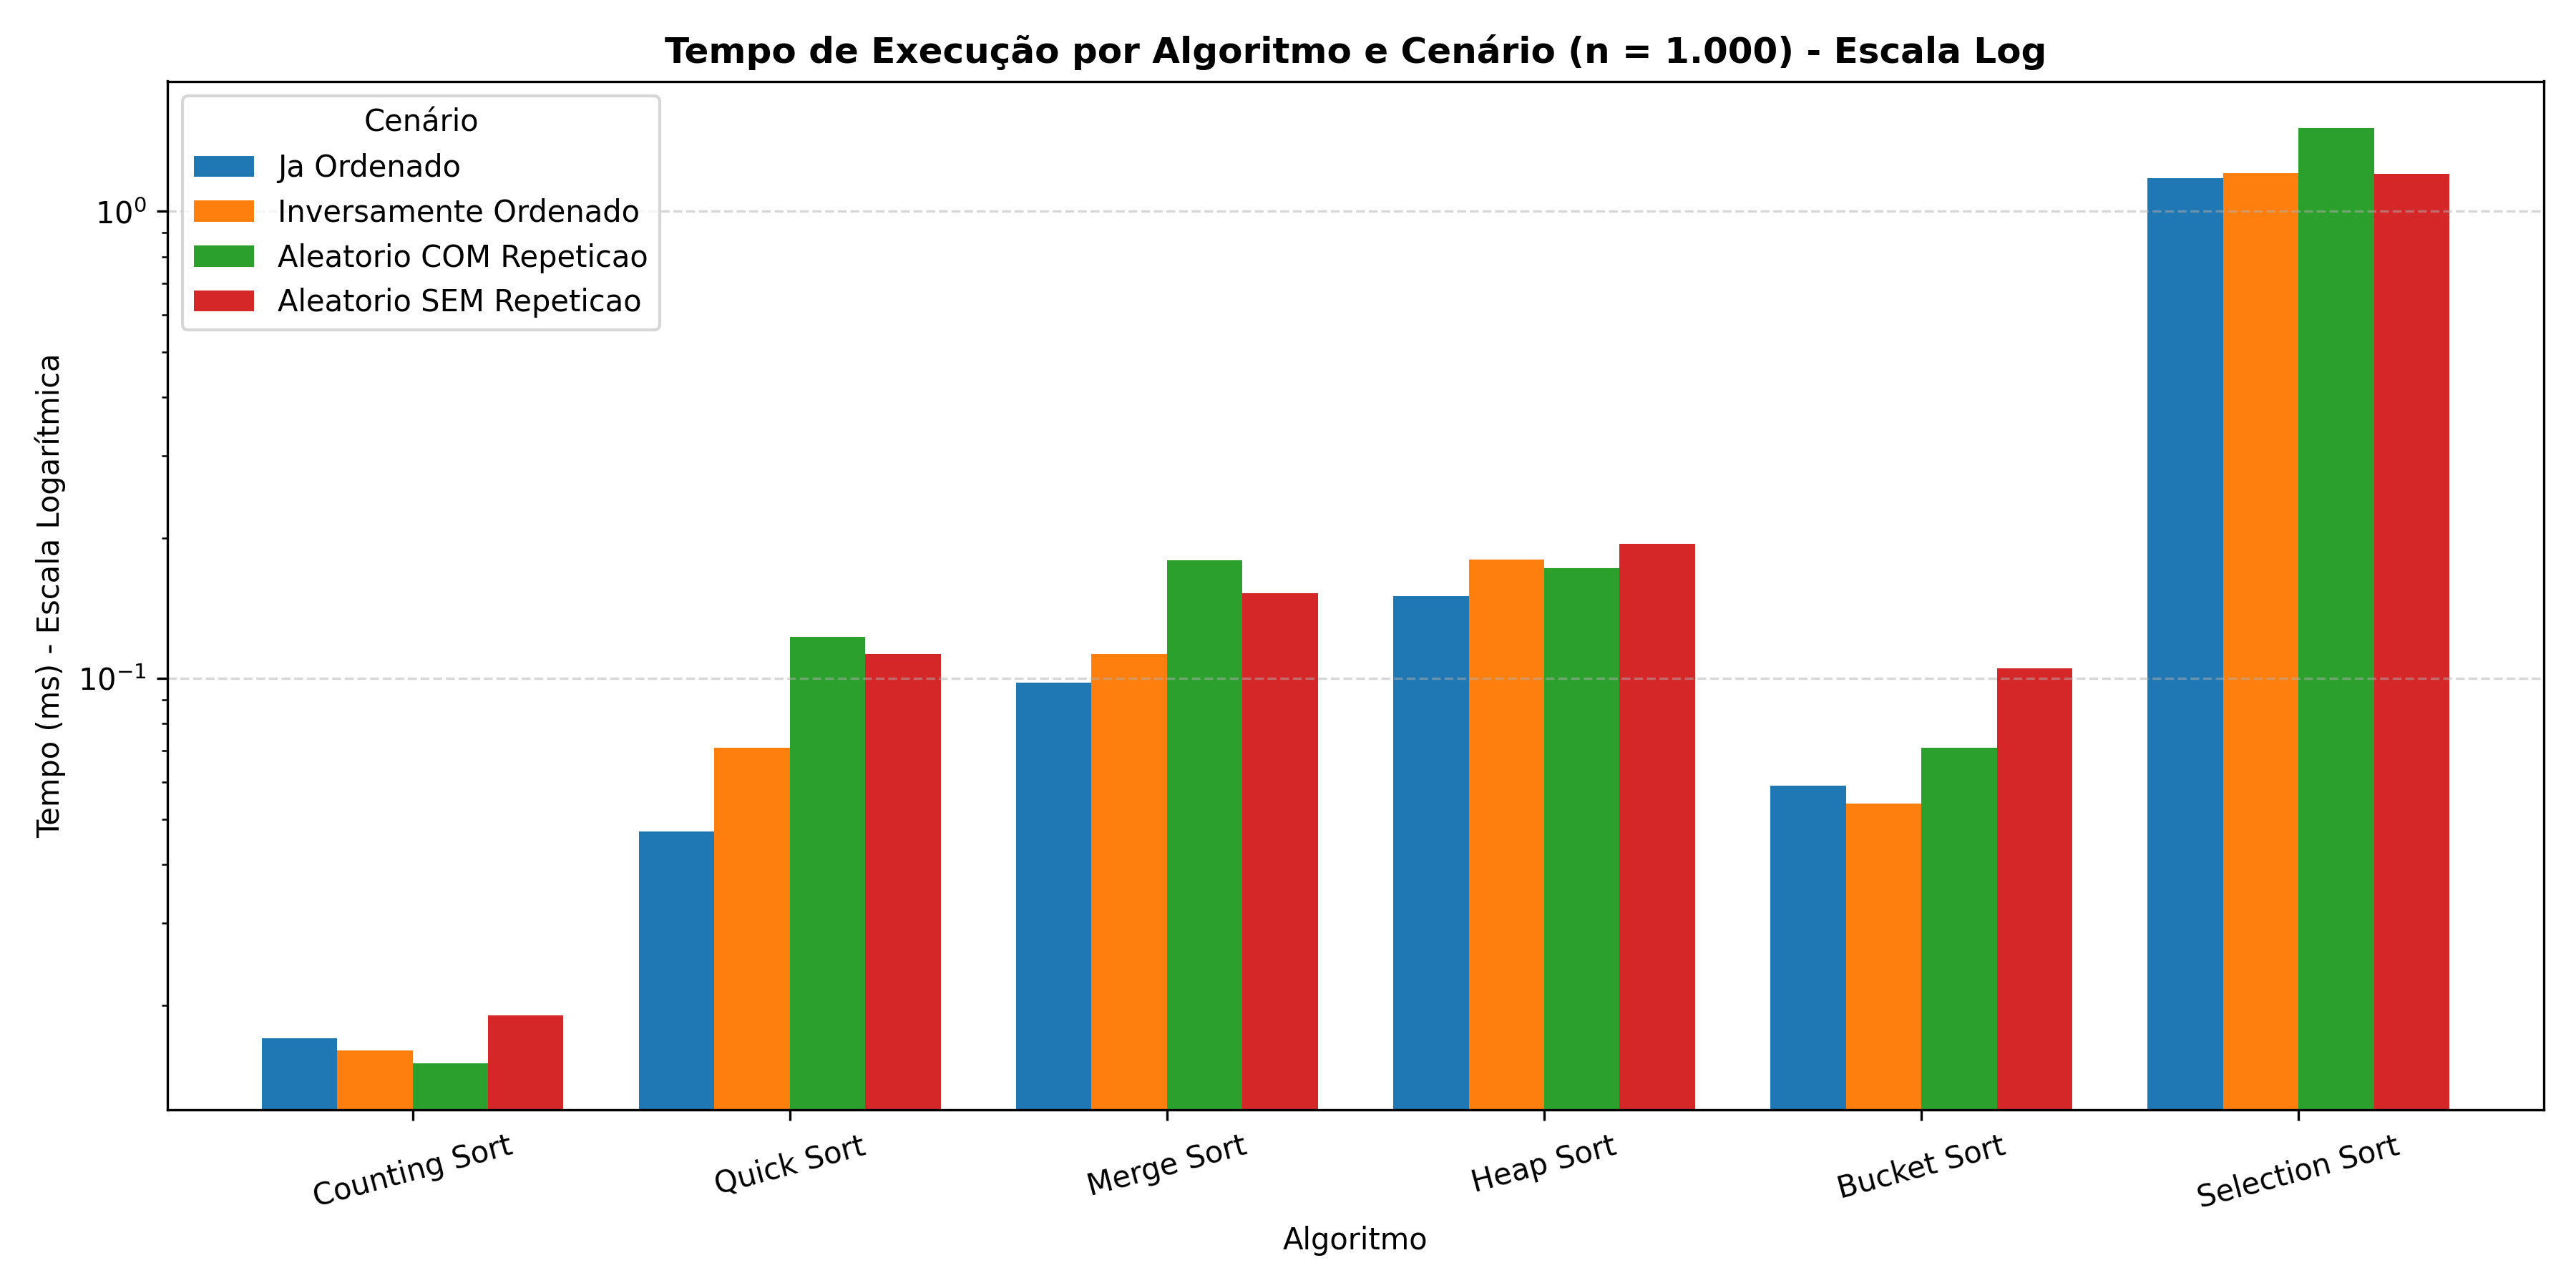 Tempo de Execução por Algoritmo e Cenário (n = 1.000) - Escala Log
Cenário
Ja Ordenado
Inversamente Ordenado
Aleatorio COM Repeticao
Aleatorio SEM Repeticao
Tempo (ms) - Escala Logarítmica
10⁰
10⁻¹
Counting Sort
Quick Sort
Merge Sort
Heap Sort
Bucket Sort
Selection Sort
Algoritmo